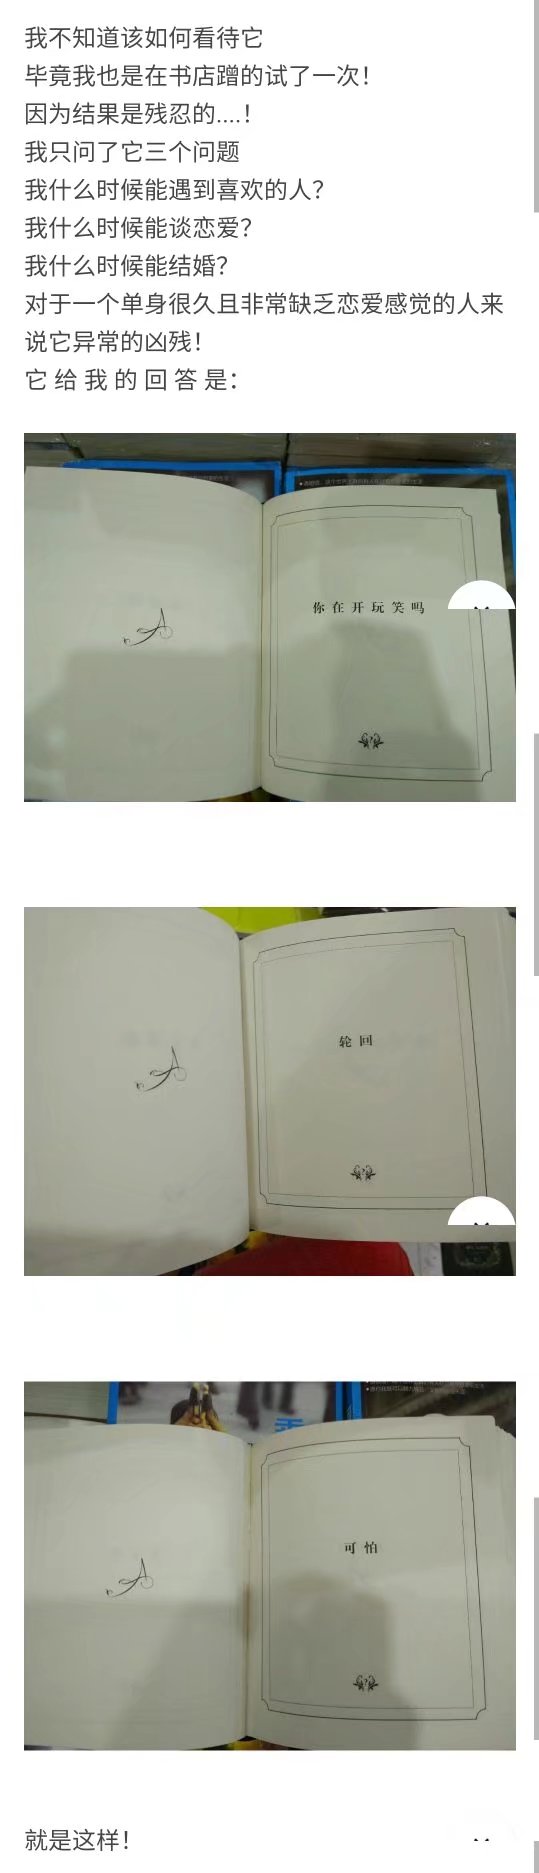 我不知道该如何看待它
毕竟我也是在书店蹭的试了一次！
因为结果是残忍的....！
我只问了它三个问题
我什么时候能遇到喜欢的人？
我什么时候能谈恋爱？
我什么时候能结婚？
对于一个单身很久且非常缺乏恋爱感觉的人来
说它异常的凶残！
它 给 我 的 回 答 是：
A
你在开玩笑吗
A
轮回
A
可怕
就是这样！